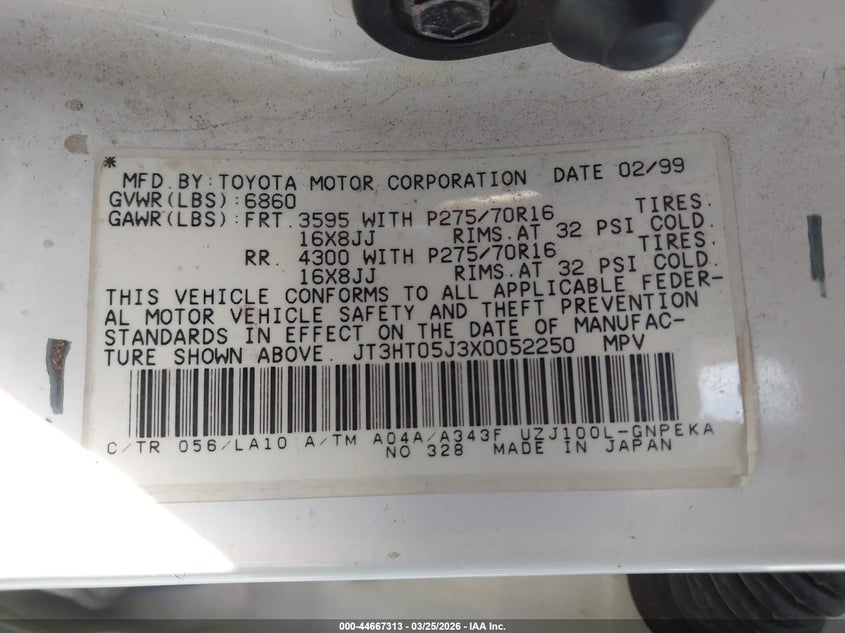 *
MFD.BY:TOYOTA MOTOR CORPORATION DATE 02/99
GVWR(LBS):6860
GAWR(LBS):FRT.3595 WITH P275/70R16 TIRES.
16X8JJ RIMS.AT 32 PSI COLD.
RR. 4300 WITH P275/70R16 TIRES.
16X8JJ RIMS.AT 32 PSI COLD.
THIS VEHICLE CONFORMS TO ALL APPLICABLE FEDER-
AL MOTOR VEHICLE SAFETY AND THEFT PREVENTION
STANDARDS IN EFFECT ON THE DATE OF MANUFAC-
TURE SHOWN ABOVE. JT3HT05J3X0052250 MPV
C/TR 056/LA10 A/TM A04A/A343F UZJ100L-GNPEKA
NO 328 MADE IN JAPAN
000-44667313 / 03/25/2026 - IAA Inc.